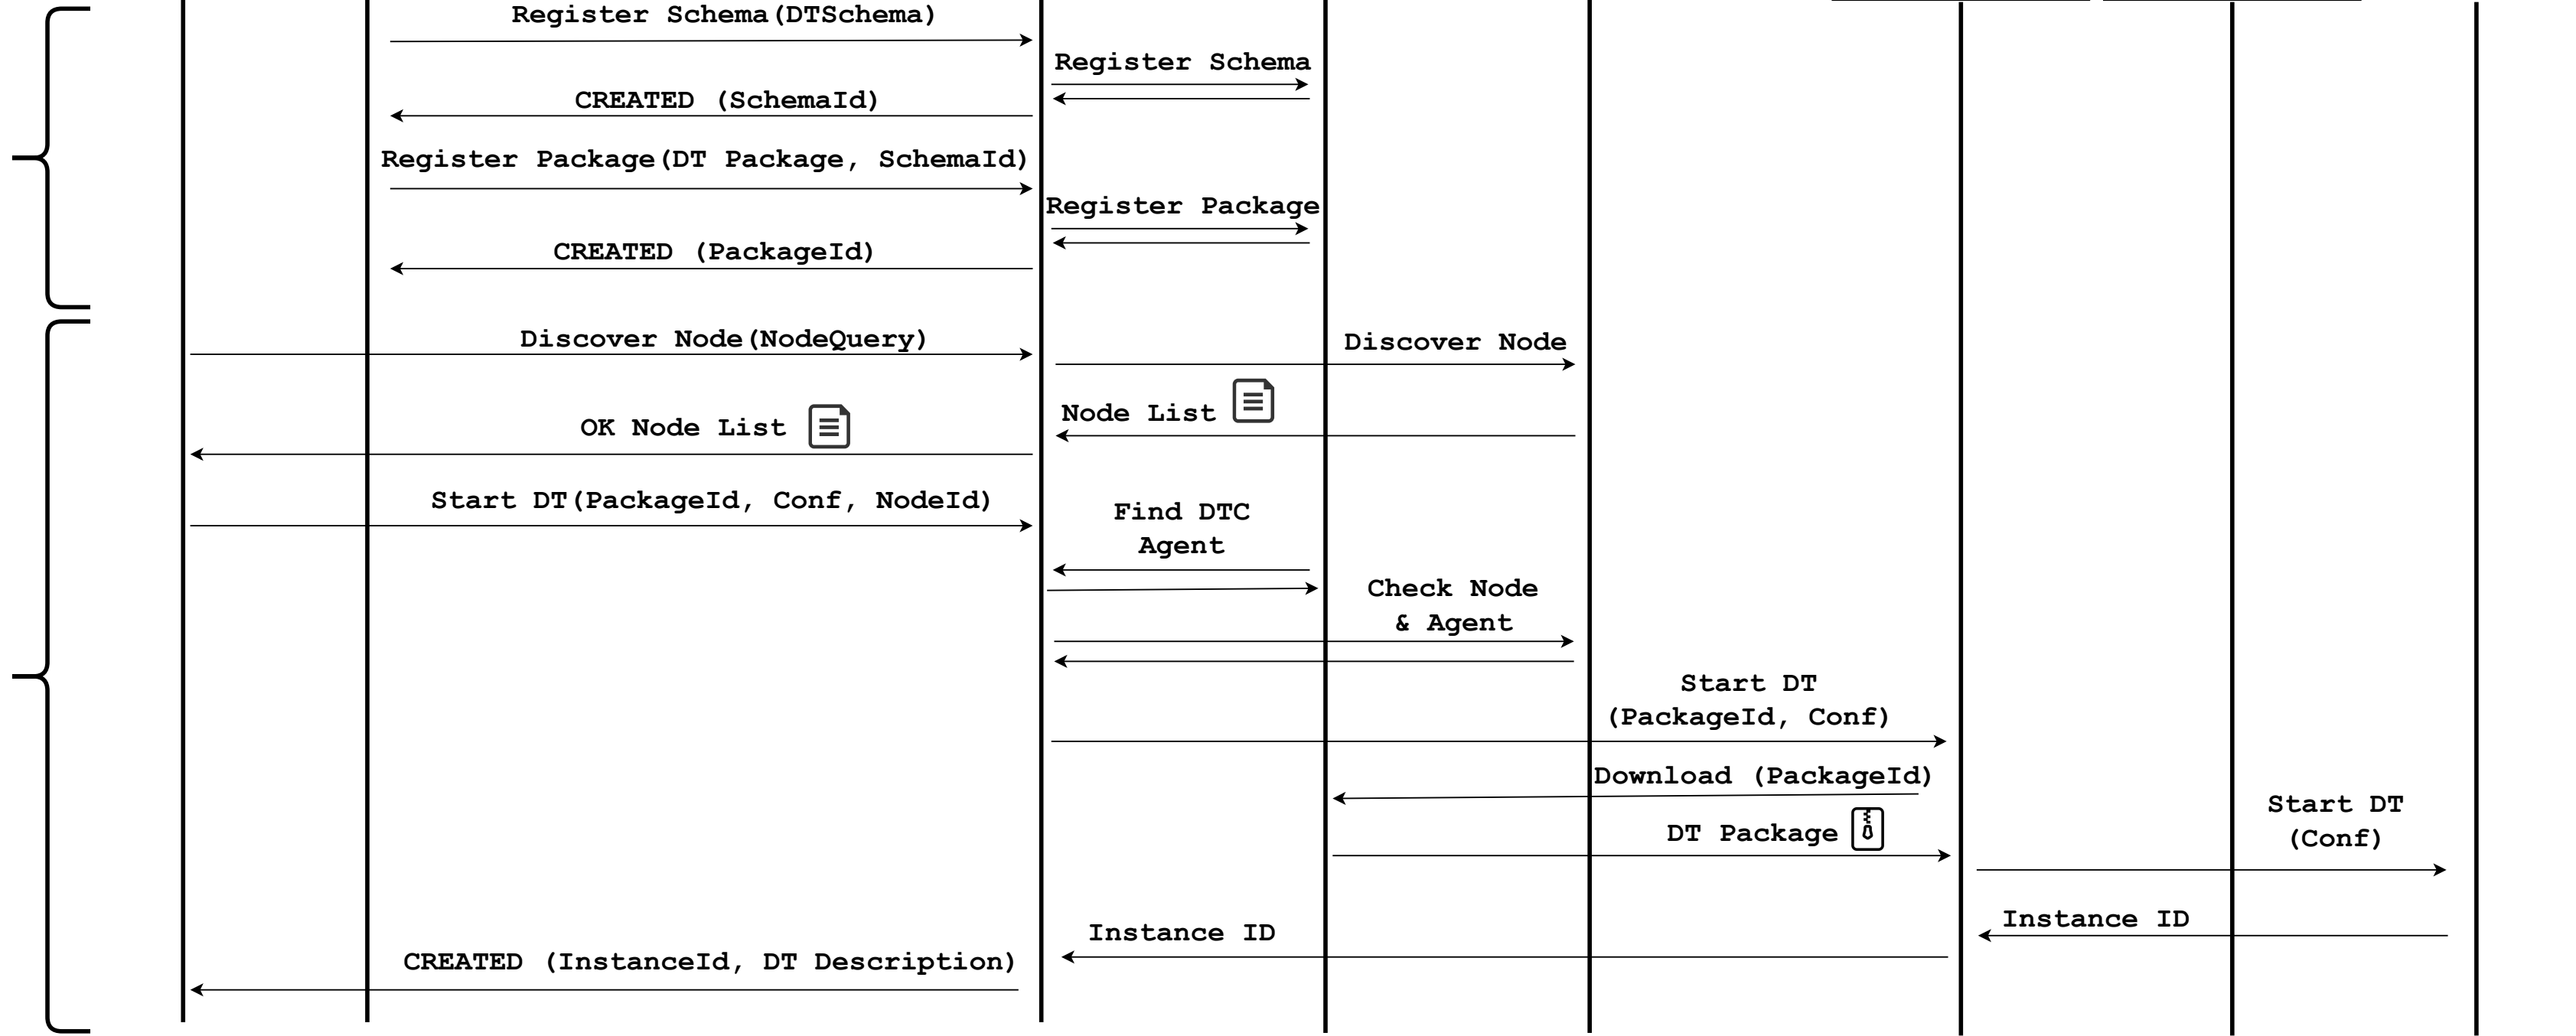 Register Schema(DTSchema)
Register Schema
CREATED (SchemaId)
Register Package(DT Package, SchemaId)
Register Package
CREATED (PackageId)
Discover Node(NodeQuery)
Discover Node
Node List
OK Node List
Start DT(PackageId, Conf, NodeId)
Find DTC
Agent
Check Node
& Agent
Start DT
(PackageId, Conf)
Download (PackageId)
DT Package
Start DT
(Conf)
Instance ID
Instance ID
CREATED (InstanceId, DT Description)